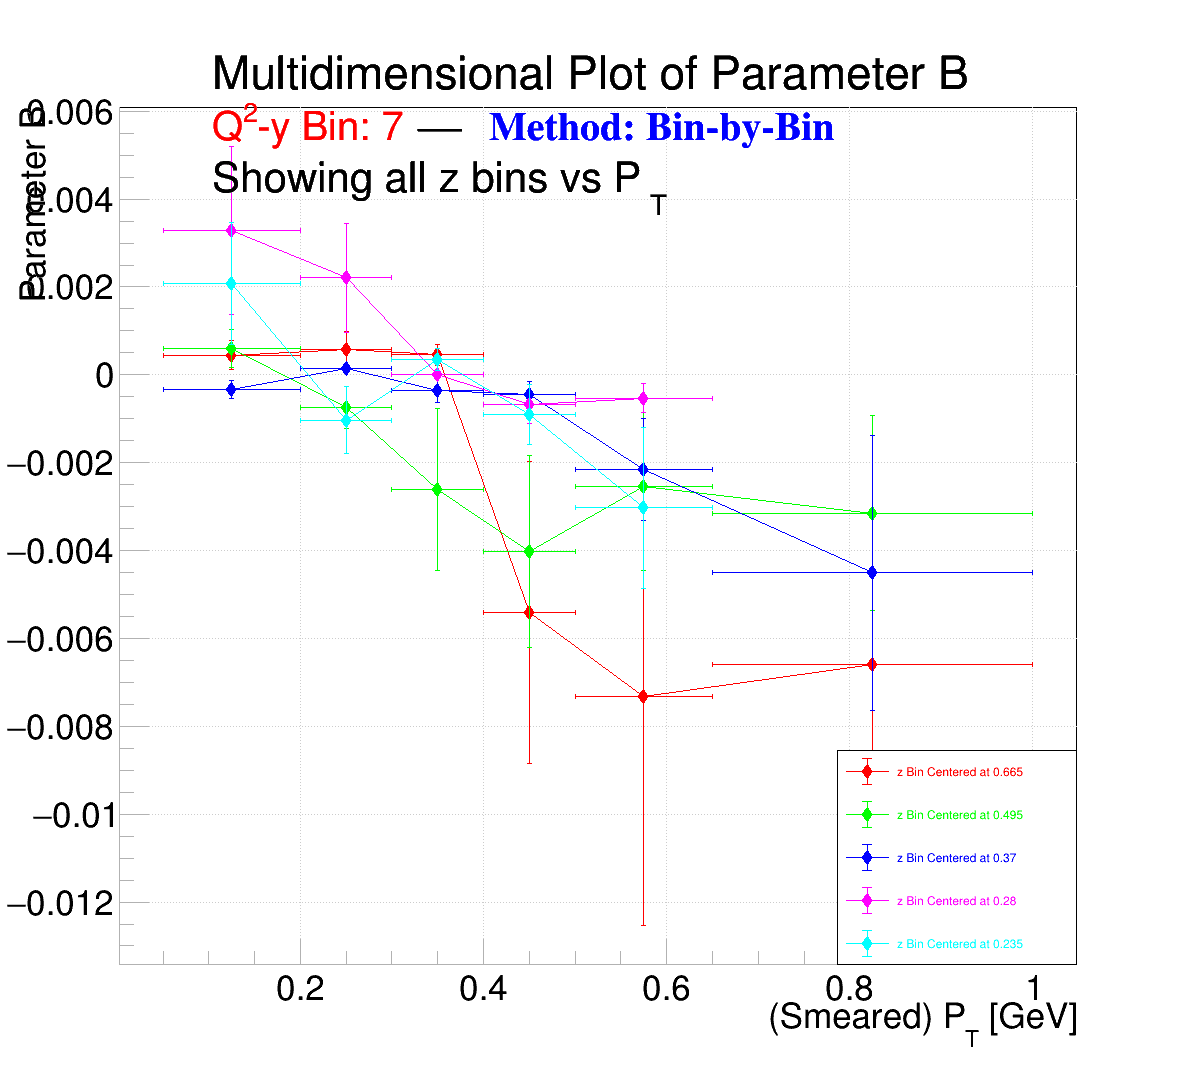 Multidimensional Plot of Parameter B
Q2-y Bin: 7 — Method: Bin-by-Bin
Showing all z bins vs PT
Parameter B
0.006
0.004
0.002
0
−0.002
−0.004
−0.006
−0.008
−0.01
−0.012
z Bin Centered at 0.665
z Bin Centered at 0.495
z Bin Centered at 0.37
z Bin Centered at 0.28
z Bin Centered at 0.235
0.2 0.4 0.6 0.8 1
(Smeared) PT [GeV]